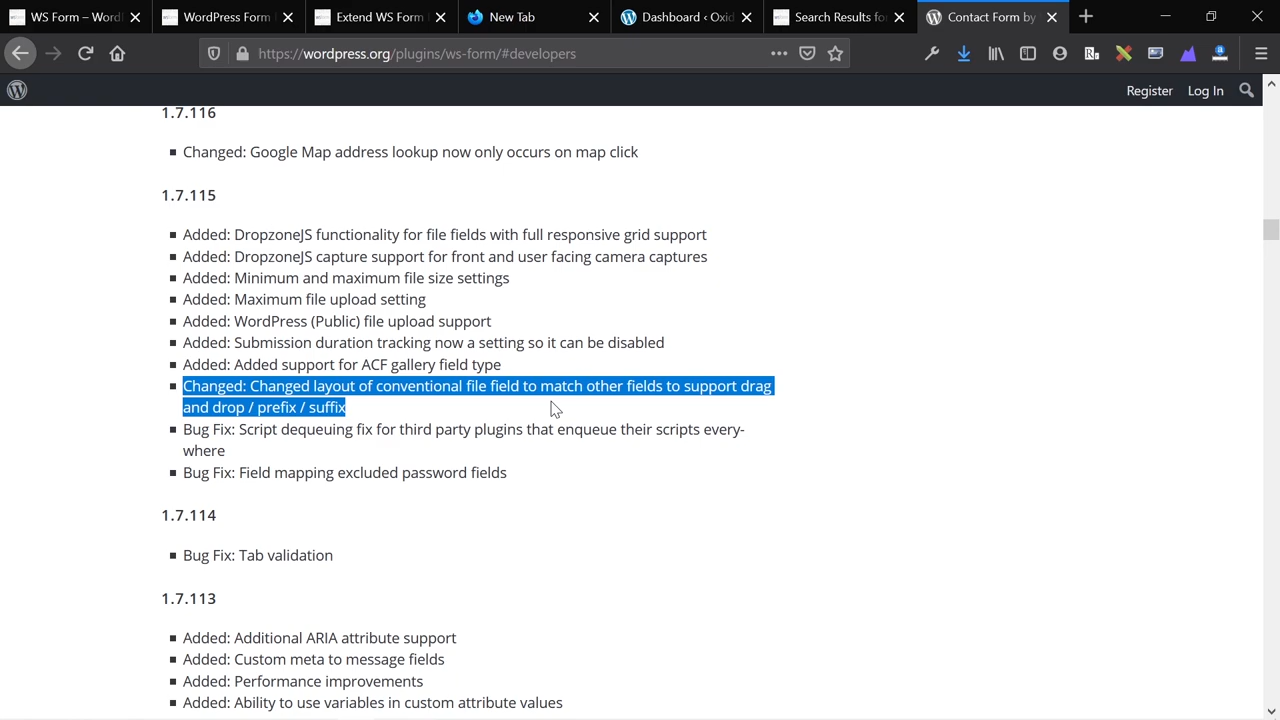 WS Form – WordP
WordPress Form
Extend WS Form
New Tab
Dashboard ‹ Oxid
Search Results fo
Contact Form by
https://wordpress.org/plugins/ws-form/#developers
Register
Log In
1.7.116
Changed: Google Map address lookup now only occurs on map click
1.7.115
Added: DropzoneJS functionality for file fields with full responsive grid support
Added: DropzoneJS capture support for front and user facing camera captures
Added: Minimum and maximum file size settings
Added: Maximum file upload setting
Added: WordPress (Public) file upload support
Added: Submission duration tracking now a setting so it can be disabled
Added: Added support for ACF gallery field type
Changed: Changed layout of conventional file field to match other fields to support drag
and drop / prefix / suffix
Bug Fix: Script dequeuing fix for third party plugins that enqueue their scripts every-
where
Bug Fix: Field mapping excluded password fields
1.7.114
Bug Fix: Tab validation
1.7.113
Added: Additional ARIA attribute support
Added: Custom meta to message fields
Added: Performance improvements
Added: Ability to use variables in custom attribute values